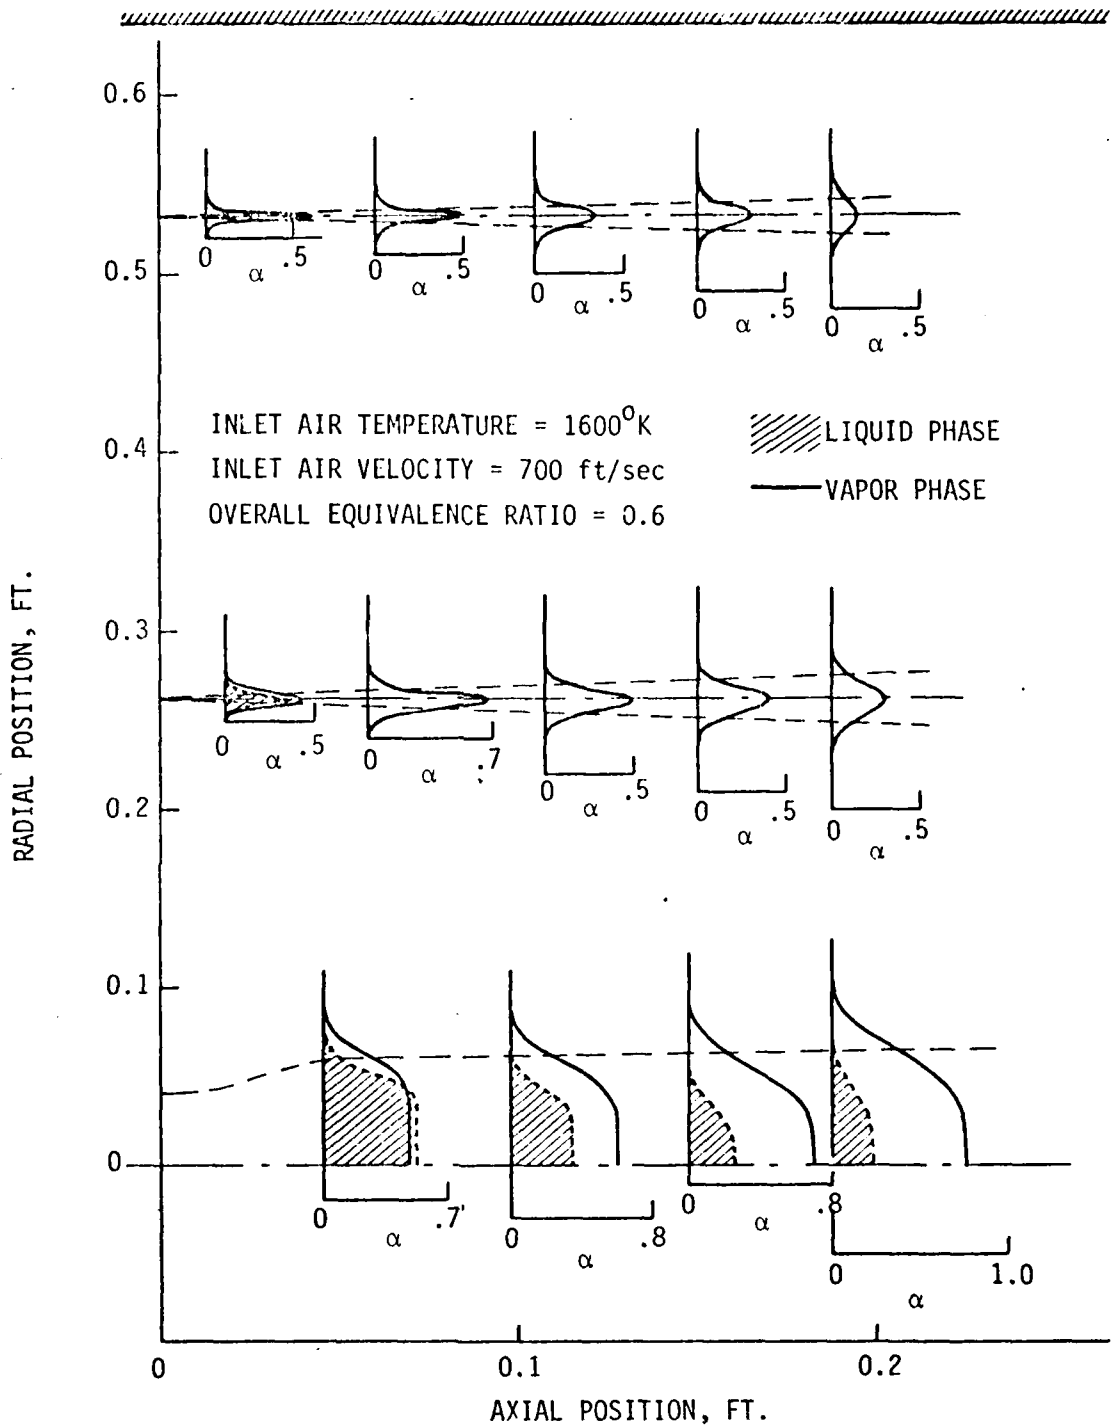 0.6
0 α .5
0 α .5
0 α .5
0 α .5
0 α .5
0.5
INLET AIR TEMPERATURE = 1600°K
INLET AIR VELOCITY = 700 ft/sec
OVERALL EQUIVALENCE RATIO = 0.6
LIQUID PHASE
VAPOR PHASE
0.4
RADIAL POSITION, FT.
0.3
0 α .5
0 α .7
0 α .5
0 α .5
0 α .5
0.2
0.1
0
0 α .7
0 α .8
0 α .8
0 α 1.0
0 0.1 0.2
AXIAL POSITION, FT.